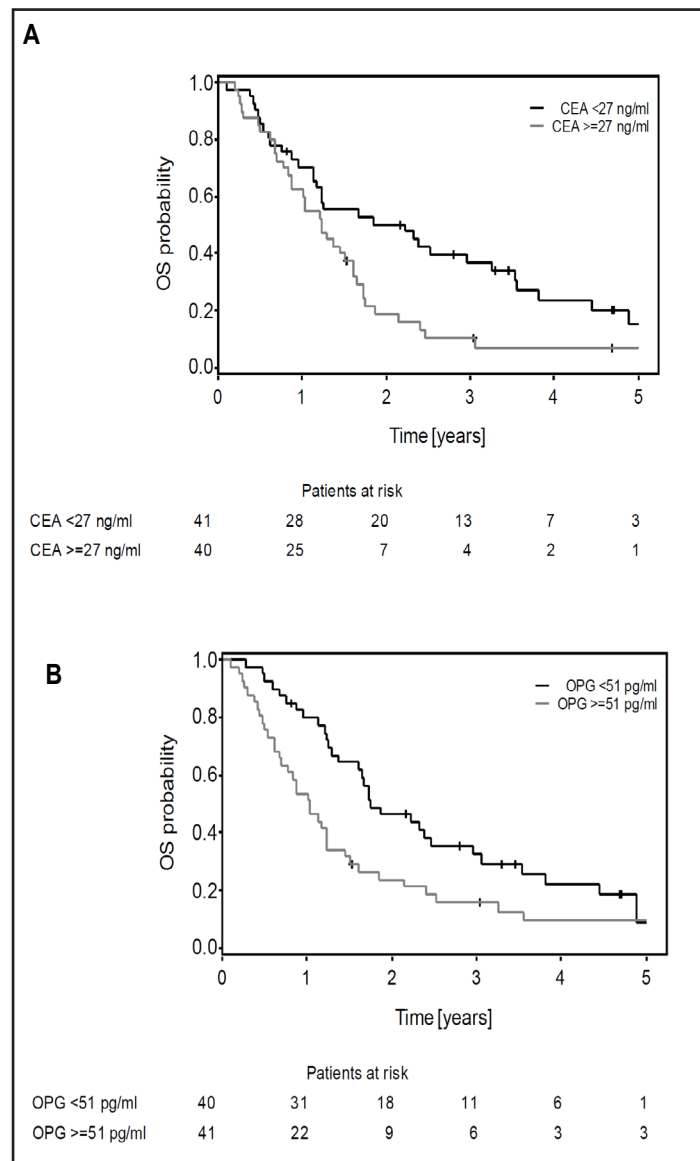 A
1.0
0.8
0.6
0.4
0.2
0.0
OS probability
CEA <27 ng/ml
CEA >=27 ng/ml
0 1 2 3 4 5
Time [years]
Patients at risk
CEA <27 ng/ml 41 28 20 13 7 3
CEA >=27 ng/ml 40 25 7 4 2 1
B
1.0
0.8
0.6
0.4
0.2
0.0
OS probability
OPG <51 pg/ml
OPG >=51 pg/ml
0 1 2 3 4 5
Time [years]
Patients at risk
OPG <51 pg/ml 40 31 18 11 6 1
OPG >=51 pg/ml 41 22 9 6 3 3